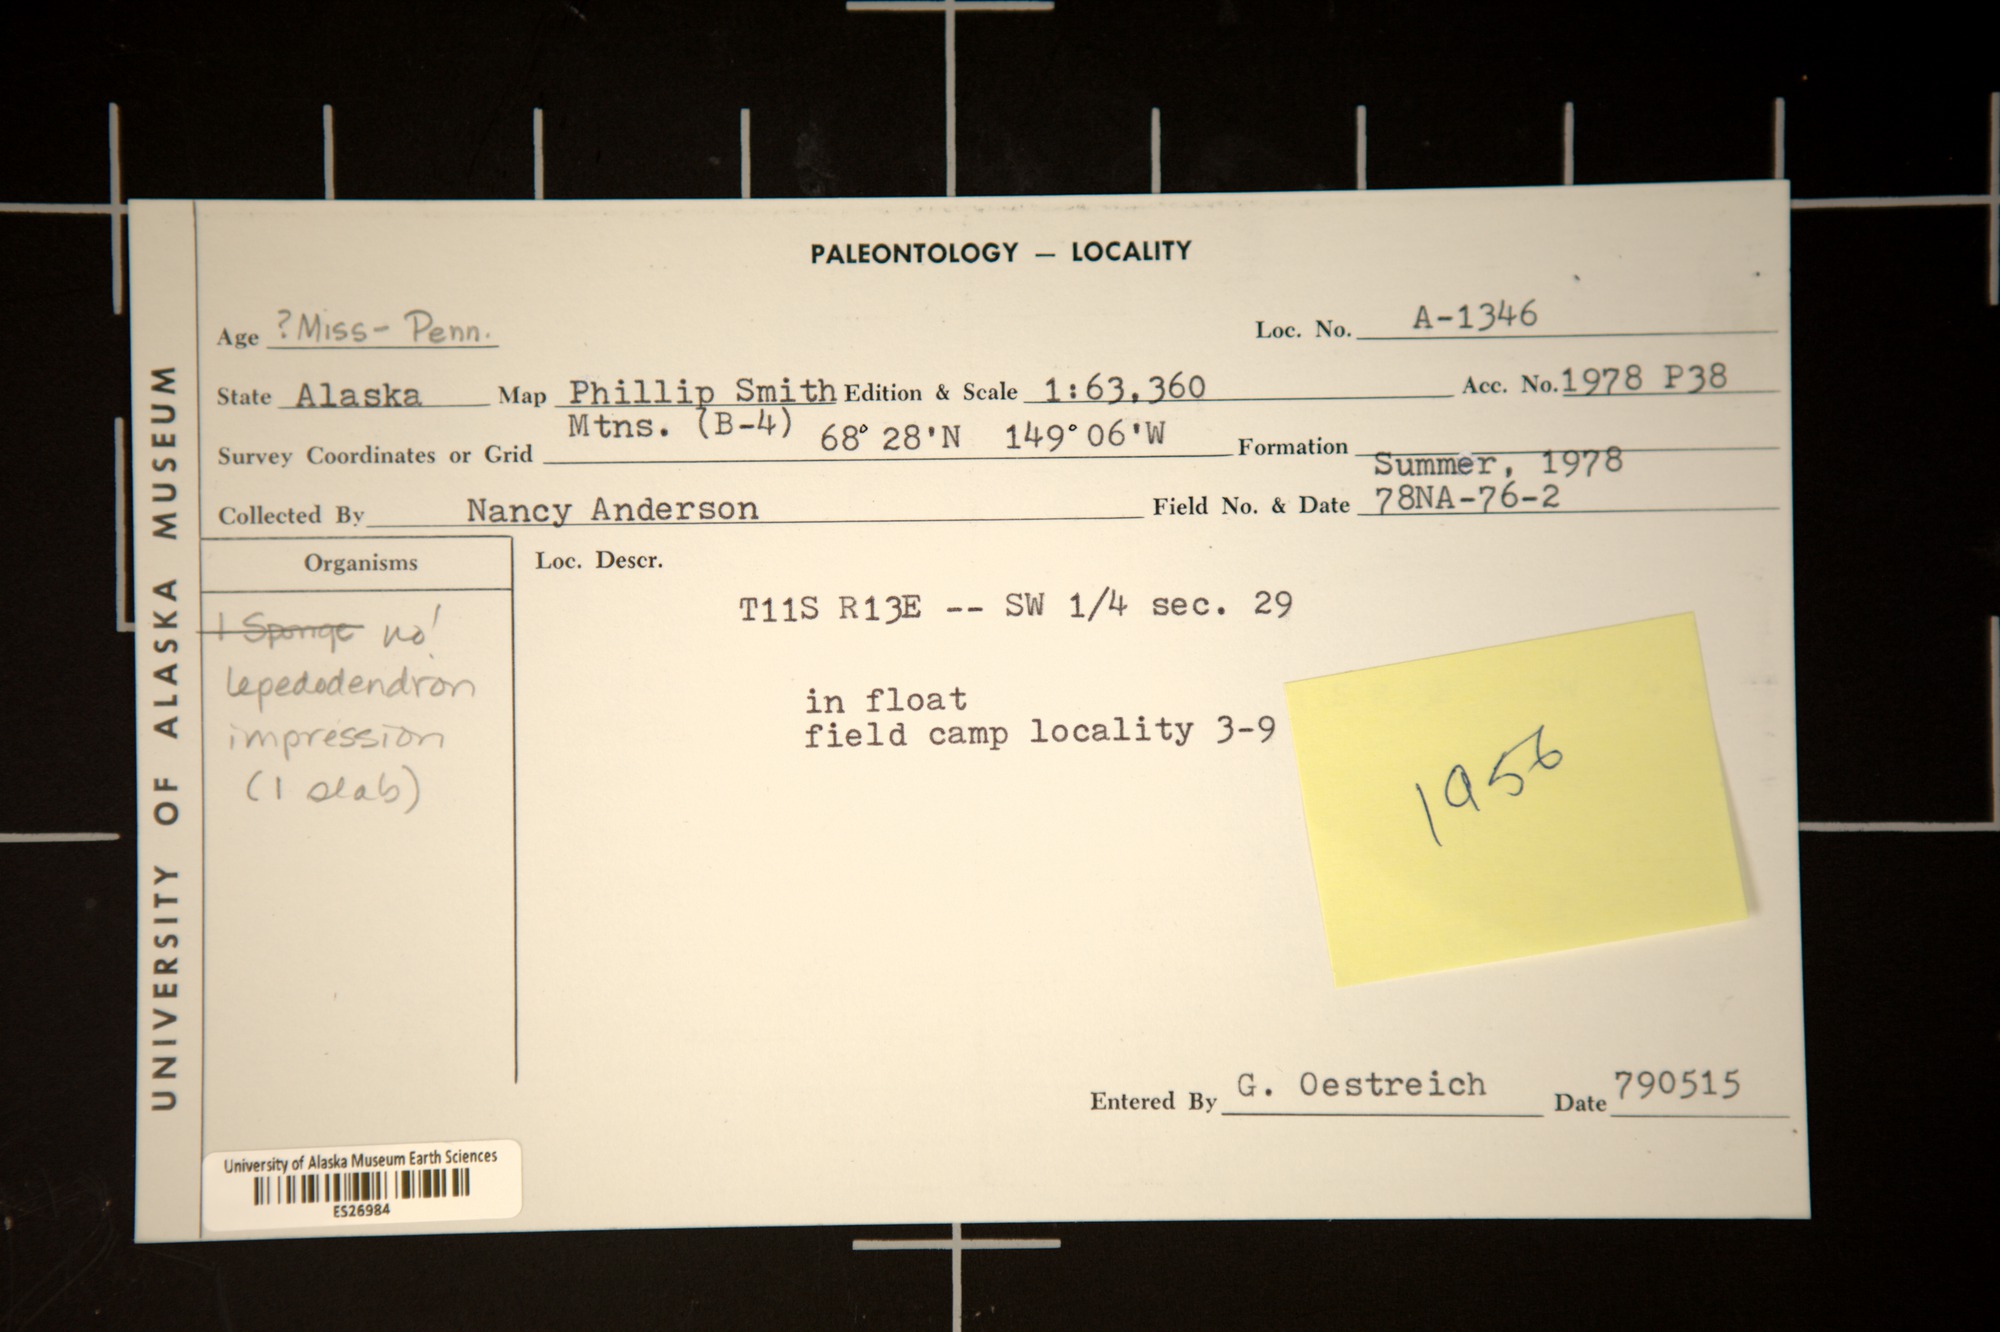 UNIVERSITY OF ALASKA MUSEUM
PALEONTOLOGY — LOCALITY
Age ?Miss- Penn. Loc. No. A-1346
State Alaska Map Phillip Smith Edition & Scale 1:63,360 Acc. No. 1978 P38
Mtns. (B-4)
Survey Coordinates or Grid 68° 28'N 149° 06'W Formation
Summer, 1978
Collected By Nancy Anderson Field No. & Date 78NA-76-2
Organisms
1 Sponge no!
Lepedodendron
impression
(1 slab)
Loc. Descr.
T11S R13E -- SW 1/4 sec. 29
in float
field camp locality 3-9
1956
Entered By G. Oestreich Date 790515
University of Alaska Museum Earth Sciences
ES26984